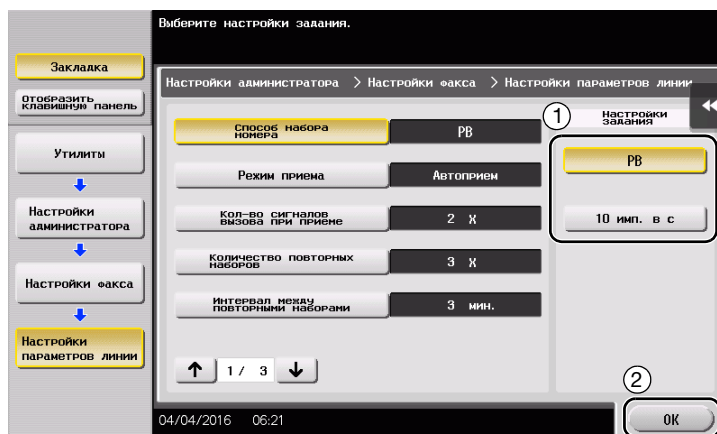 Выберите настройки задания.
Закладка
Отобразить
клавишную панель
Утилиты
Настройки
администратора
Настройки факса
Настройки
параметров линии
Настройки администратора > Настройки факса > Настройки параметров линии
Способ набора
номера
PB
Режим приема
Автоприем
Кол-во сигналов
вызова при приеме
2 X
Количество повторных
наборов
3 X
Интервал между
повторными наборами
3 мин.
↑ 1/ 3 ↓
1
Настройки
задания
PB
10 имп. в с
2
OK
04/04/2016 06:21